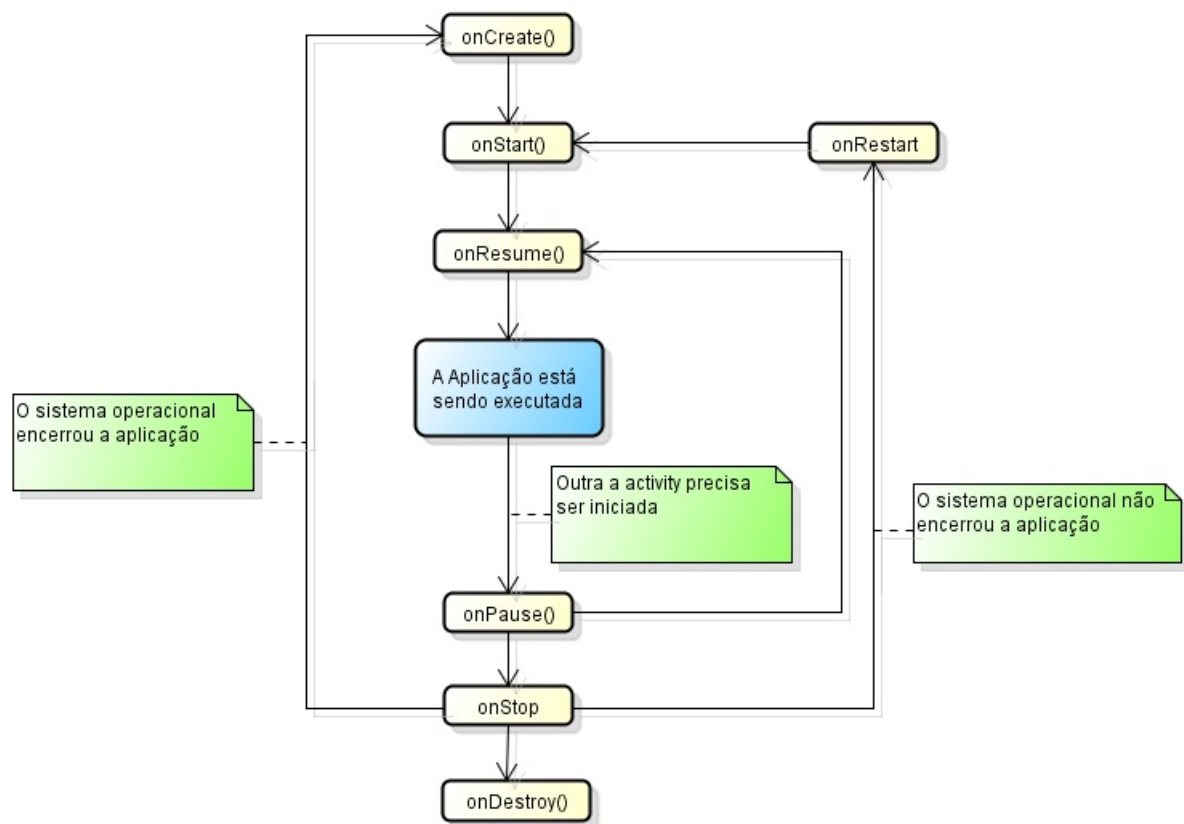 onCreate()
onStart()
onRestart
onResume()
A Aplicação está
sendo executada
O sistema operacional
encerrou a aplicação
Outra a activity precisa
ser iniciada
O sistema operacional não
encerrou a aplicação
onPause()
onStop
onDestroy()